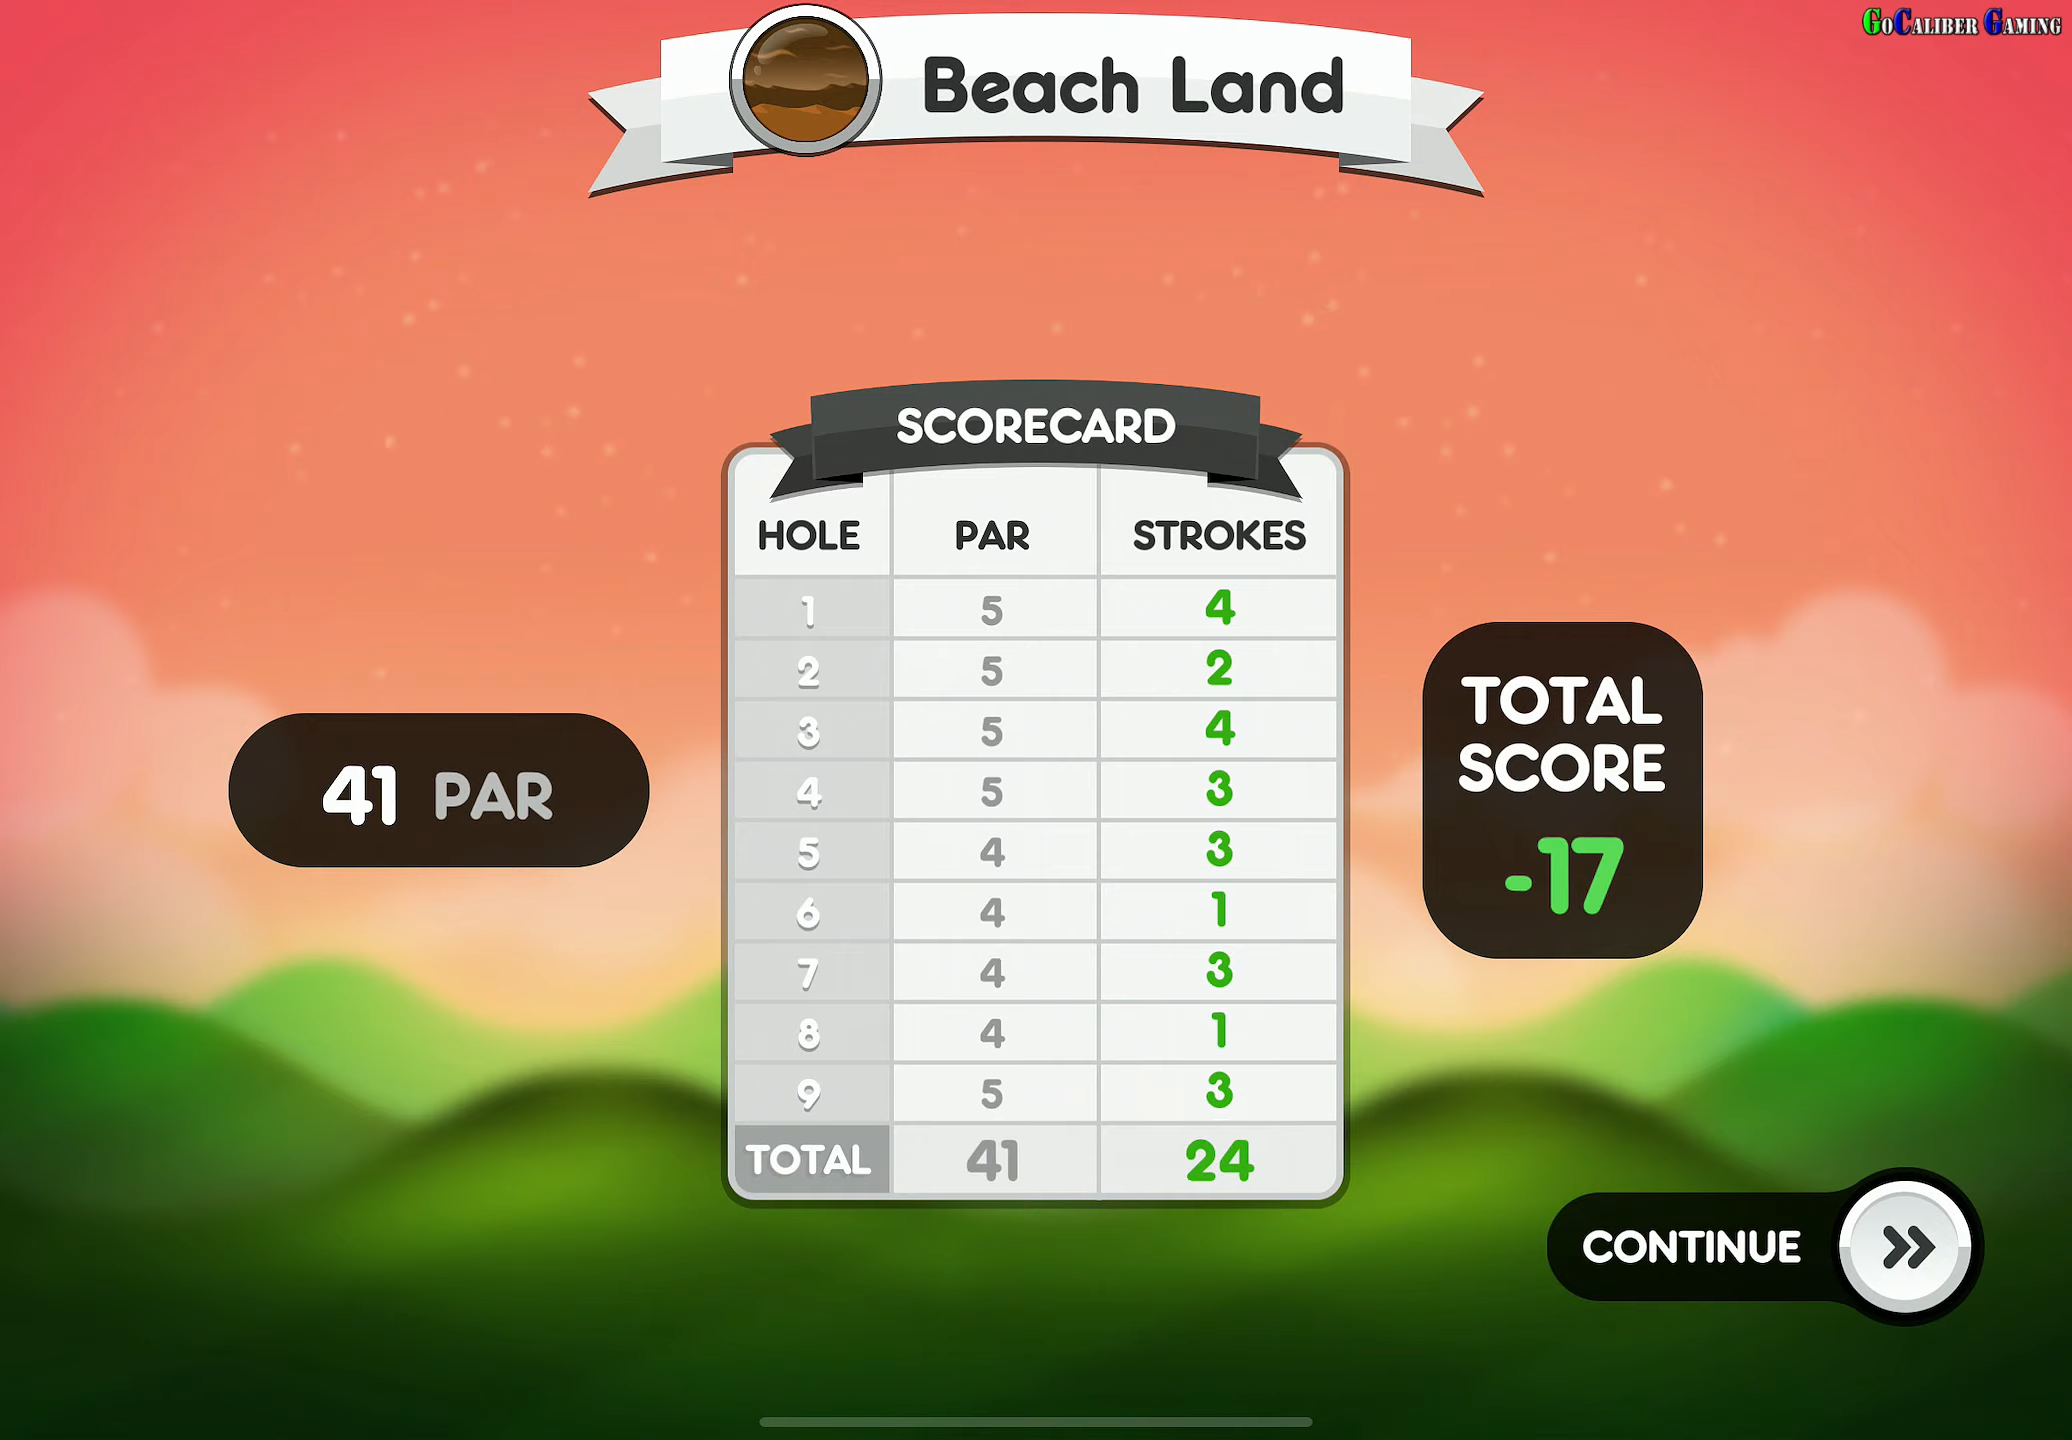 GoCaliber Gaming
Beach Land
SCORECARD
HOLE PAR STROKES
1 5 4
2 5 2
3 5 4
4 5 3
5 4 3
6 4 1
7 4 3
8 4 1
9 5 3
TOTAL 41 24
41 PAR
TOTAL
SCORE
-17
CONTINUE